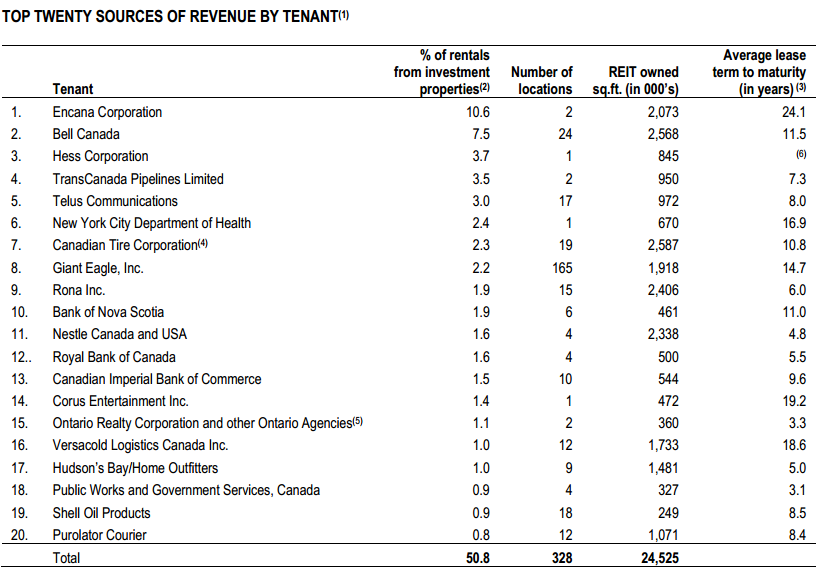 TOP TWENTY SOURCES OF REVENUE BY TENANT(1)
% of rentals Average lease
from investment Number of REIT owned term to maturity
Tenant properties(2) locations sq.ft. (in 000's) (in years) (3)
1. Encana Corporation 10.6 2 2,073 24.1
2. Bell Canada 7.5 24 2,568 11.5
3. Hess Corporation 3.7 1 845 (6)
4. TransCanada Pipelines Limited 3.5 2 950 7.3
5. Telus Communications 3.0 17 972 8.0
6. New York City Department of Health 2.4 1 670 16.9
7. Canadian Tire Corporation(4) 2.3 19 2,587 10.8
8. Giant Eagle, Inc. 2.2 165 1,918 14.7
9. Rona Inc. 1.9 15 2,406 6.0
10. Bank of Nova Scotia 1.9 6 461 11.0
11. Nestle Canada and USA 1.6 4 2,338 4.8
12.. Royal Bank of Canada 1.6 4 500 5.5
13. Canadian Imperial Bank of Commerce 1.5 10 544 9.6
14. Corus Entertainment Inc. 1.4 1 472 19.2
15. Ontario Realty Corporation and other Ontario Agencies(5) 1.1 2 360 3.3
16. Versacold Logistics Canada Inc. 1.0 12 1,733 18.6
17. Hudson's Bay/Home Outfitters 1.0 9 1,481 5.0
18. Public Works and Government Services, Canada 0.9 4 327 3.1
19. Shell Oil Products 0.9 18 249 8.5
20. Purolator Courier 0.8 12 1,071 8.4
Total 50.8 328 24,525